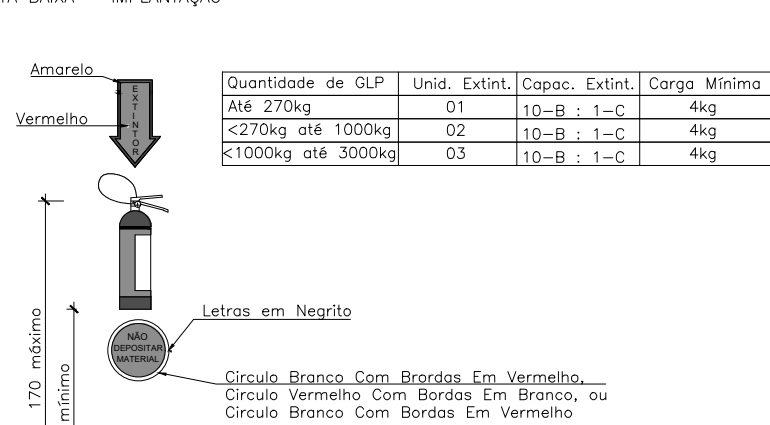 IMPLANTAÇÃO
Amarelo
Vermelho
EXTINTOR
Quantidade de GLP Unid. Extint. Capac. Extint. Carga Mínima
Até 270kg 01 10-B : 1-C 4kg
<270kg até 1000kg 02 10-B : 1-C 4kg
<1000kg até 3000kg 03 10-B : 1-C 4kg
170 máximo
mínimo
Letras em Negrito
NÃO
DEPOSITAR
MATERIAL
Circulo Branco Com Brordas Em Vermelho,
Circulo Vermelho Com Bordas Em Branco, ou
Circulo Branco Com Bordas Em Vermelho